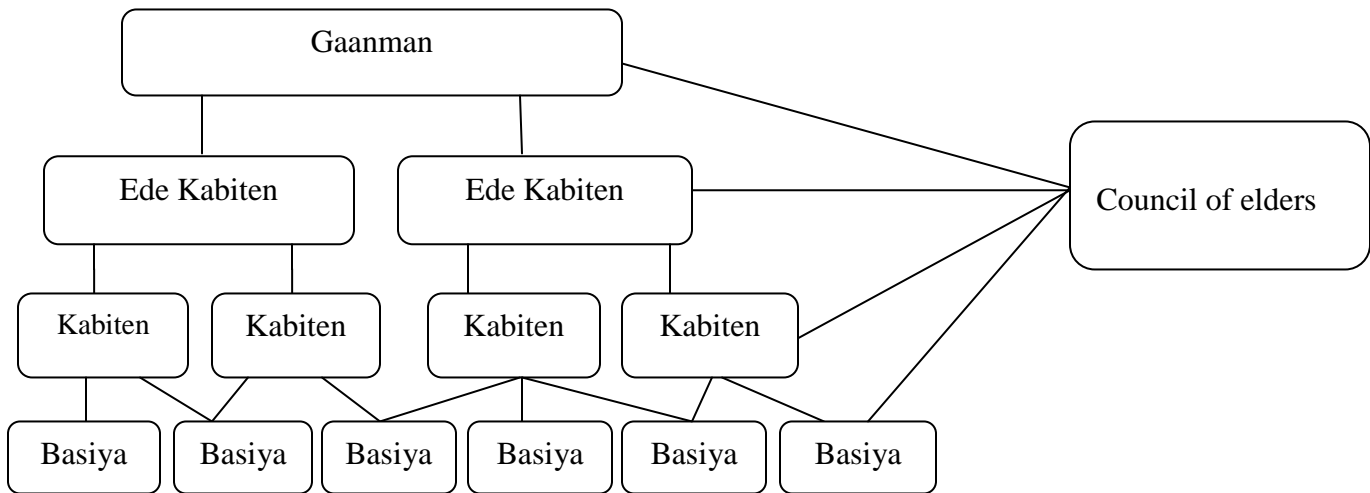 Gaanman
Ede Kabiten
Ede Kabiten
Council of elders
Kabiten
Kabiten
Kabiten
Kabiten
Basiya
Basiya
Basiya
Basiya
Basiya
Basiya